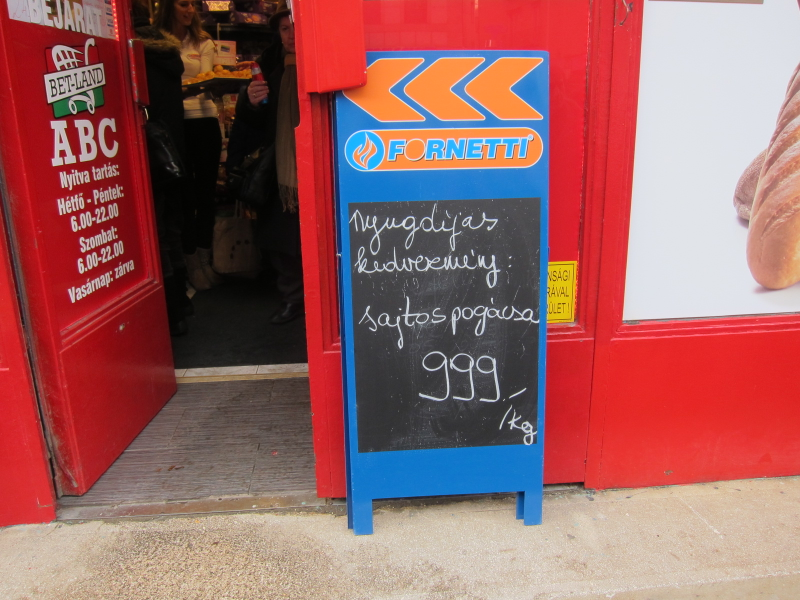 BEJÁRAT
BET-LAND
ABC
Nyitva tartás:
Hétfő - Péntek:
6.00-22.00
Szombat:
6.00-22.00
Vasárnap: zárva
FORNETTI
Nyugdíjas
kedvezmény:
sajtos pogácsa
999,-
/kg